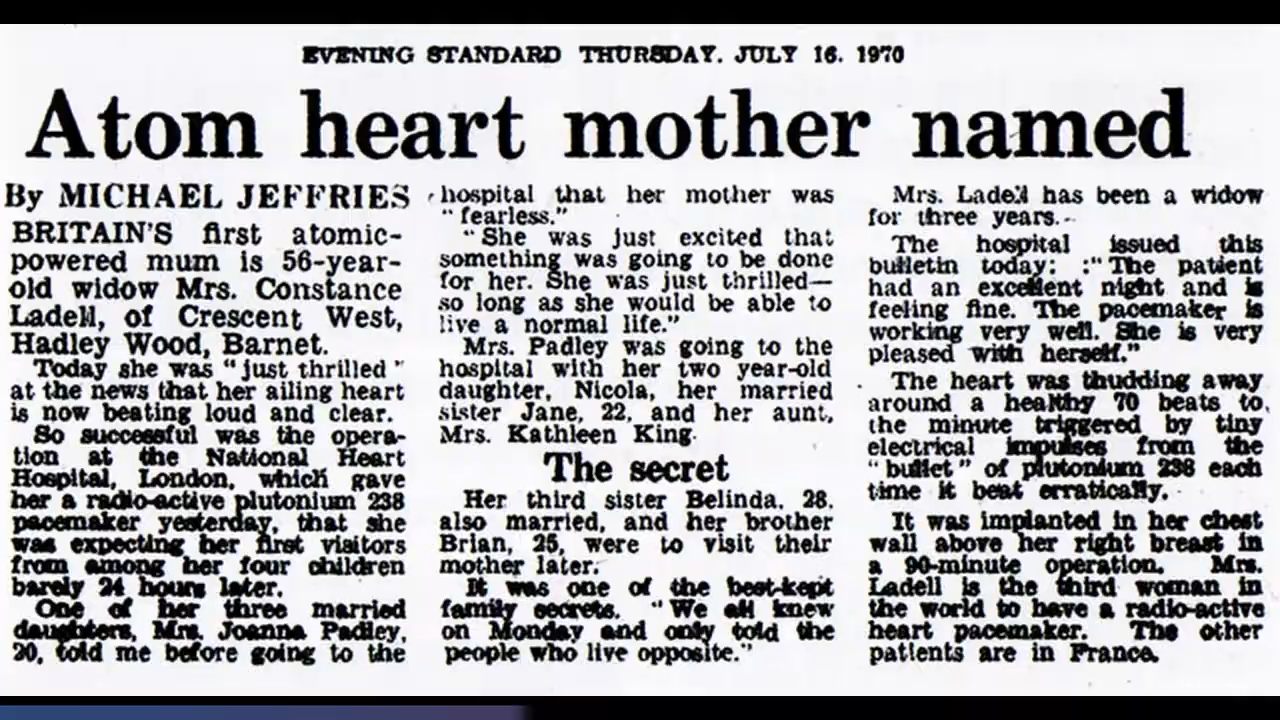 EVENING STANDARD THURSDAY. JULY 16. 1970
Atom heart mother named
By MICHAEL JEFFRIES
BRITAIN'S first atomic-
powered mum is 56-year-
old widow Mrs. Constance
Ladell, of Crescent West,
Hadley Wood, Barnet.
Today she was "just thrilled"
at the news that her ailing heart
is now beating loud and clear.
So successful was the opera-
tion at the National Heart
Hospital, London, which gave
her a radio-active plutonium 238
pacemaker yesterday, that she
was expecting her first visitors
from among her four children
barely 24 hours later.
One of her three married
daughters, Mrs. Joanna Padley,
20, told me before going to the
hospital that her mother was
"fearless."
"She was just excited that
something was going to be done
for her. She was just thrilled—
so long as she would be able to
live a normal life."
Mrs. Padley was going to the
hospital with her two year-old
daughter, Nicola, her married
sister Jane, 22, and her aunt,
Mrs. Kathleen King.
The secret
Her third sister Belinda, 28,
also married, and her brother
Brian, 25, were to visit their
mother later.
It was one of the best-kept
family secrets. "We all knew
on Monday and only told the
people who live opposite."
Mrs. Ladell has been a widow
for three years.
The hospital issued this
bulletin today: :"The patient
had an excellent night and is
feeling fine. The pacemaker is
working very well. She is very
pleased with herself."
The heart was thudding away
around a healthy 70 beats to
the minute triggered by tiny
electrical impulses from the
"bullet" of plutonium 238 each
time it beat erratically.
It was implanted in her chest
wall above her right breast in
a 90-minute operation. Mrs.
Ladell is the third woman in
the world to have a radio-active
heart pacemaker. The other
patients are in France.